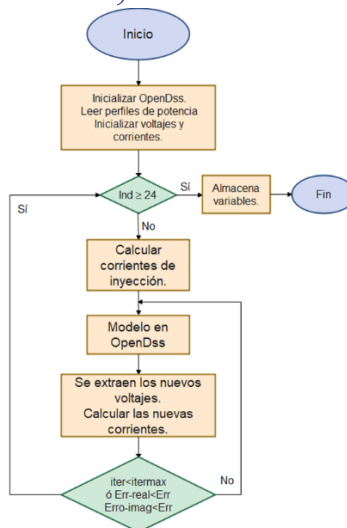 Inicio
Inicializar OpenDss.
Leer perfiles de potencia
Inicializar voltajes y
corrientes.
Ind ≥ 24
Sí
Almacena
variables.
Fin
Sí
No
Calcular
corrientes de
inyección.
Modelo en
OpenDss
Se extraen los nuevos
voltajes.
Calcular las nuevas
corrientes.
iter<itermax
ó Err-real<Err
Erro-imag<Err
No